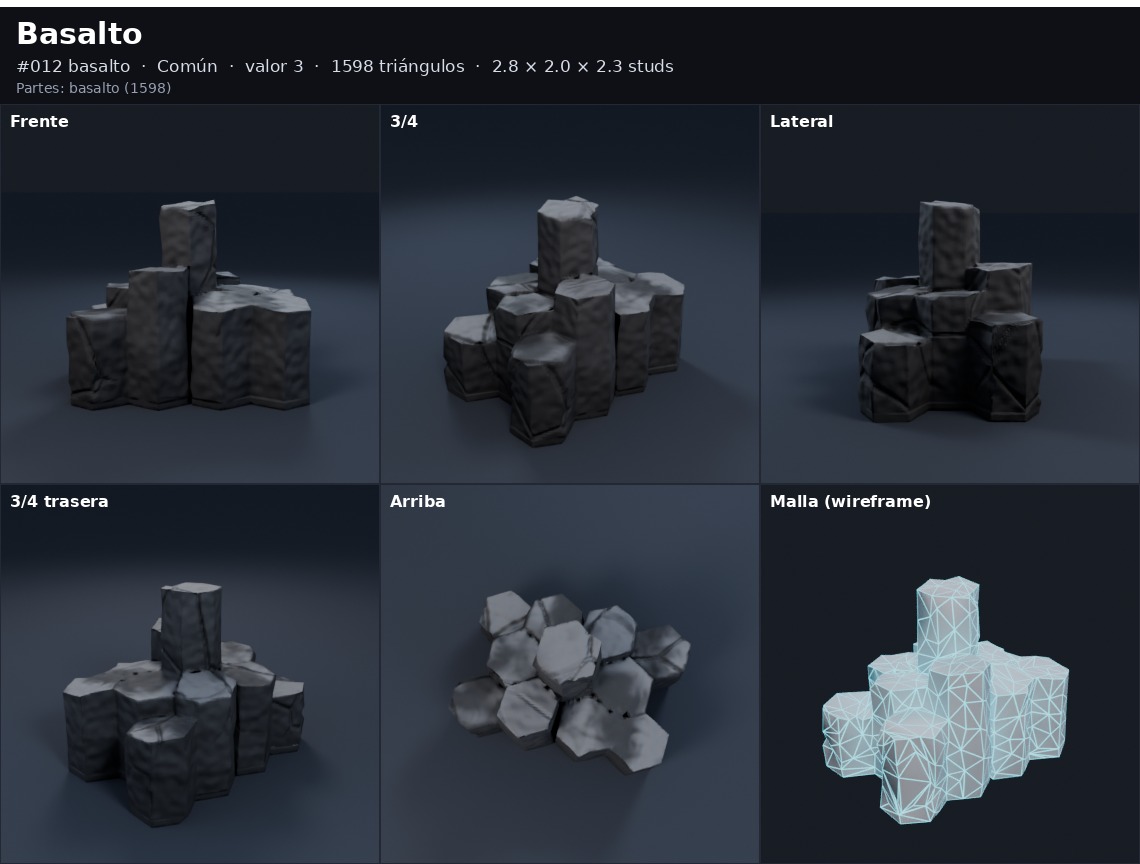 Basalto
#012 basalto · Común · valor 3 · 1598 triángulos · 2.8 × 2.0 × 2.3 studs
Partes: basalto (1598)
Frente
3/4
Lateral
3/4 trasera
Arriba
Malla (wireframe)